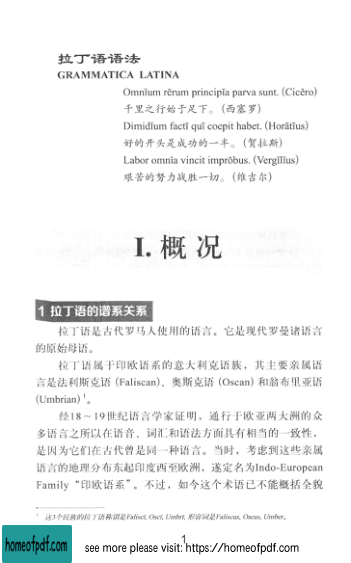 拉丁语语法
GRAMMATICA LATINA
Omnĭum rērum principĭa parva sunt. (Cicĕro)
千里之行始于足下。(西塞罗)
Dimidĭum factī quī coepit habet. (Horātĭus)
好的开头是成功的一半。(贺拉斯)
Labor omnĭa vincit imprŏbus. (Vergĭlĭus)
艰苦的努力战胜一切。(维吉尔)
I. 概 况
1 拉丁语的谱系关系
拉丁语是古代罗马人使用的语言。它是现代罗曼诸语言
的原始母语。
拉丁语属于印欧语系的意大利克语族，其主要亲属语
言是法利斯克语 (Faliscan)、奥斯克语 (Oscan) 和翁布里亚语
(Umbrian)¹。
经18～19世纪语言学家证明，通行于欧亚两大洲的众
多语言之所以在语音、词汇和语法方面具有相当的一致性，
是因为它们在古代曾是同一种语言。当时，考虑到这些亲属
语言的地理分布东起印度西至欧洲，遂定名为Indo-European
Family “印欧语系”。不过，如今这个术语已不能概括全貌
¹ 这3个民族的拉丁语称谓是Falisci, Osci, Umbri, 形容词是Faliscus, Oscus, Umber。
1
homeofpdf.com
see more please visit: https://homeofpdf.com